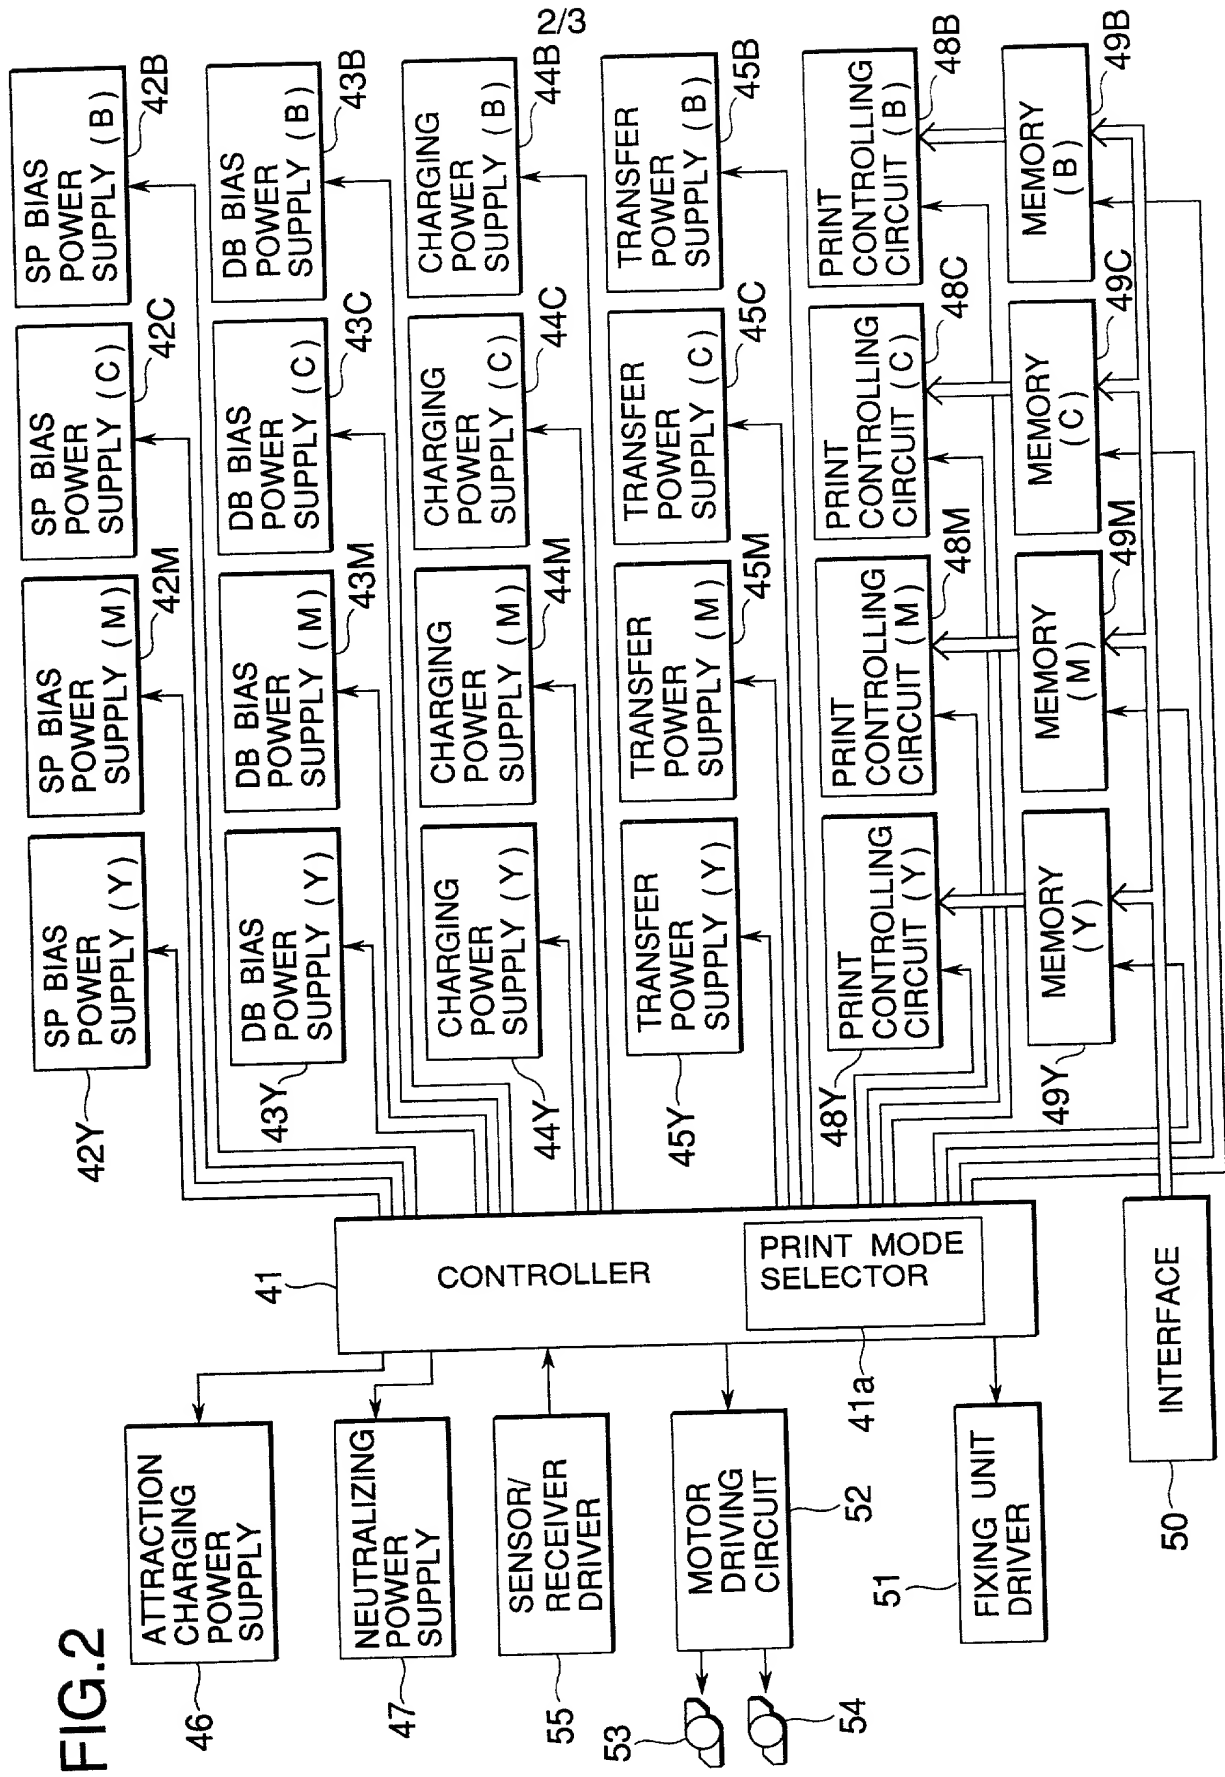 2/3
FIG.2
ATTRACTION
CHARGING
POWER
SUPPLY
46
NEUTRALIZING
POWER
SUPPLY
47
SENSOR/
RECEIVER
DRIVER
55
MOTOR
DRIVING
CIRCUIT
52
53
54
FIXING UNIT
DRIVER
51
INTERFACE
50
41
CONTROLLER
PRINT MODE
SELECTOR
41a
SP BIAS
POWER
SUPPLY (Y)
42Y
SP BIAS
POWER
SUPPLY (M)
42M
SP BIAS
POWER
SUPPLY (C)
42C
SP BIAS
POWER
SUPPLY (B)
42B
DB BIAS
POWER
SUPPLY (Y)
43Y
DB BIAS
POWER
SUPPLY (M)
43M
DB BIAS
POWER
SUPPLY (C)
43C
DB BIAS
POWER
SUPPLY (B)
43B
CHARGING
POWER
SUPPLY (Y)
44Y
CHARGING
POWER
SUPPLY (M)
44M
CHARGING
POWER
SUPPLY (C)
44C
CHARGING
POWER
SUPPLY (B)
44B
TRANSFER
POWER
SUPPLY (Y)
45Y
TRANSFER
POWER
SUPPLY (M)
45M
TRANSFER
POWER
SUPPLY (C)
45C
TRANSFER
POWER
SUPPLY (B)
45B
PRINT
CONTROLLING
CIRCUIT (Y)
48Y
PRINT
CONTROLLING
CIRCUIT (M)
48M
PRINT
CONTROLLING
CIRCUIT (C)
48C
PRINT
CONTROLLING
CIRCUIT (B)
48B
MEMORY
(Y)
49Y
MEMORY
(M)
49M
MEMORY
(C)
49C
MEMORY
(B)
49B